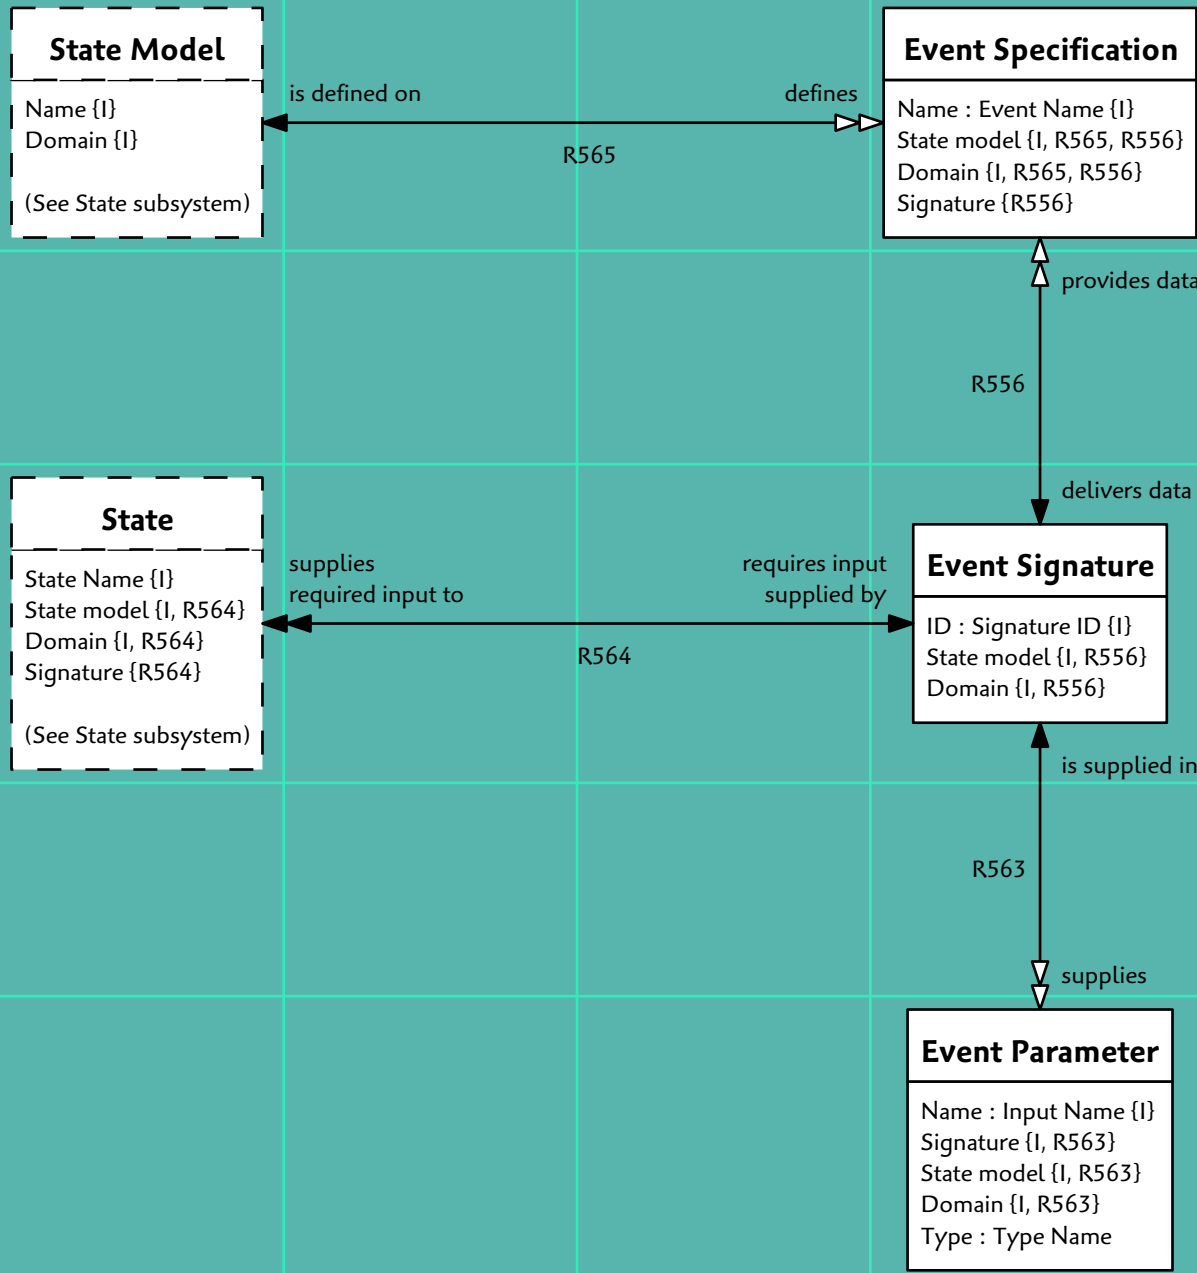 State Model
Name {I}
Domain {I}
(See State subsystem)
is defined on
defines
R565
Event Specification
Name : Event Name {I}
State model {I, R565, R556}
Domain {I, R565, R556}
Signature {R556}
provides data
R556
delivers data
State
State Name {I}
State model {I, R564}
Domain {I, R564}
Signature {R564}
(See State subsystem)
supplies
required input to
requires input
supplied by
R564
Event Signature
ID : Signature ID {I}
State model {I, R556}
Domain {I, R556}
is supplied in
R563
supplies
Event Parameter
Name : Input Name {I}
Signature {I, R563}
State model {I, R563}
Domain {I, R563}
Type : Type Name